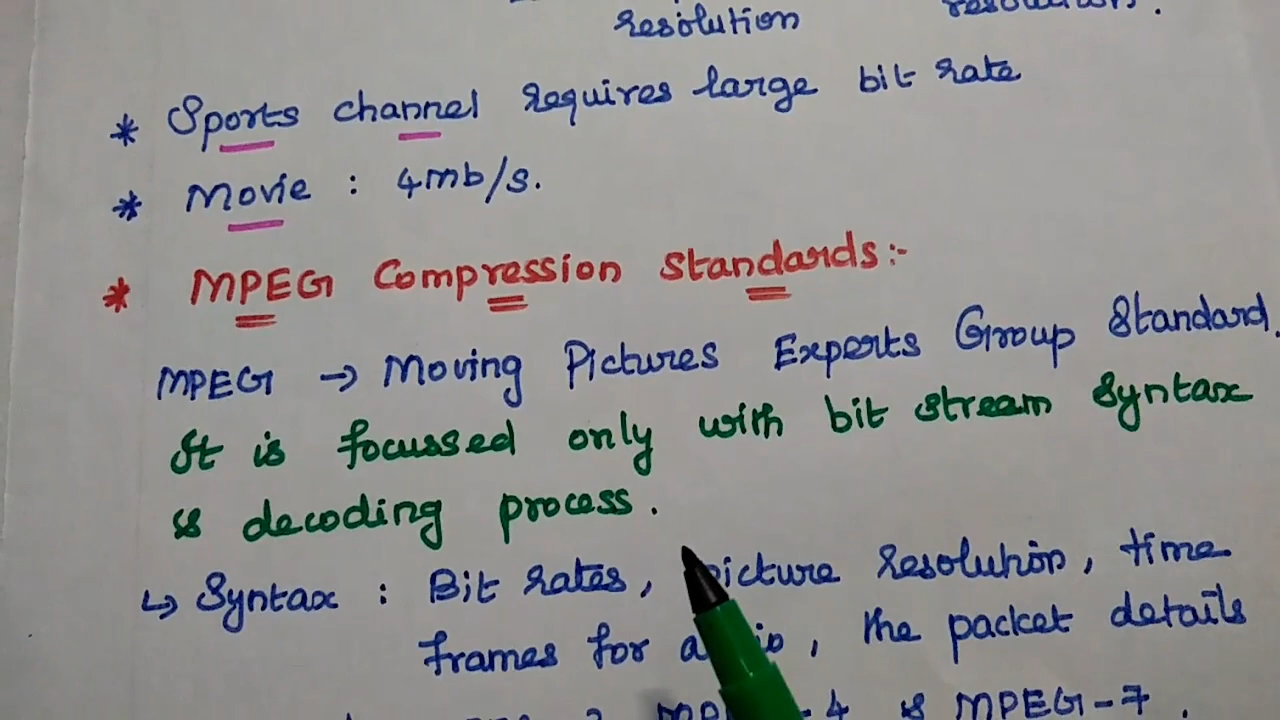 resolution resolution.
* Sports channel requires large bit rate
* Movie : 4mb/s.
* MPEG Compression Standards:-
MPEG → Moving Pictures Experts Group Standard.
It is focussed only with bit stream syntax
& decoding process.
↳ Syntax : Bit rates, picture resolution, time
frames for audio, the packet details
& MPEG-7.